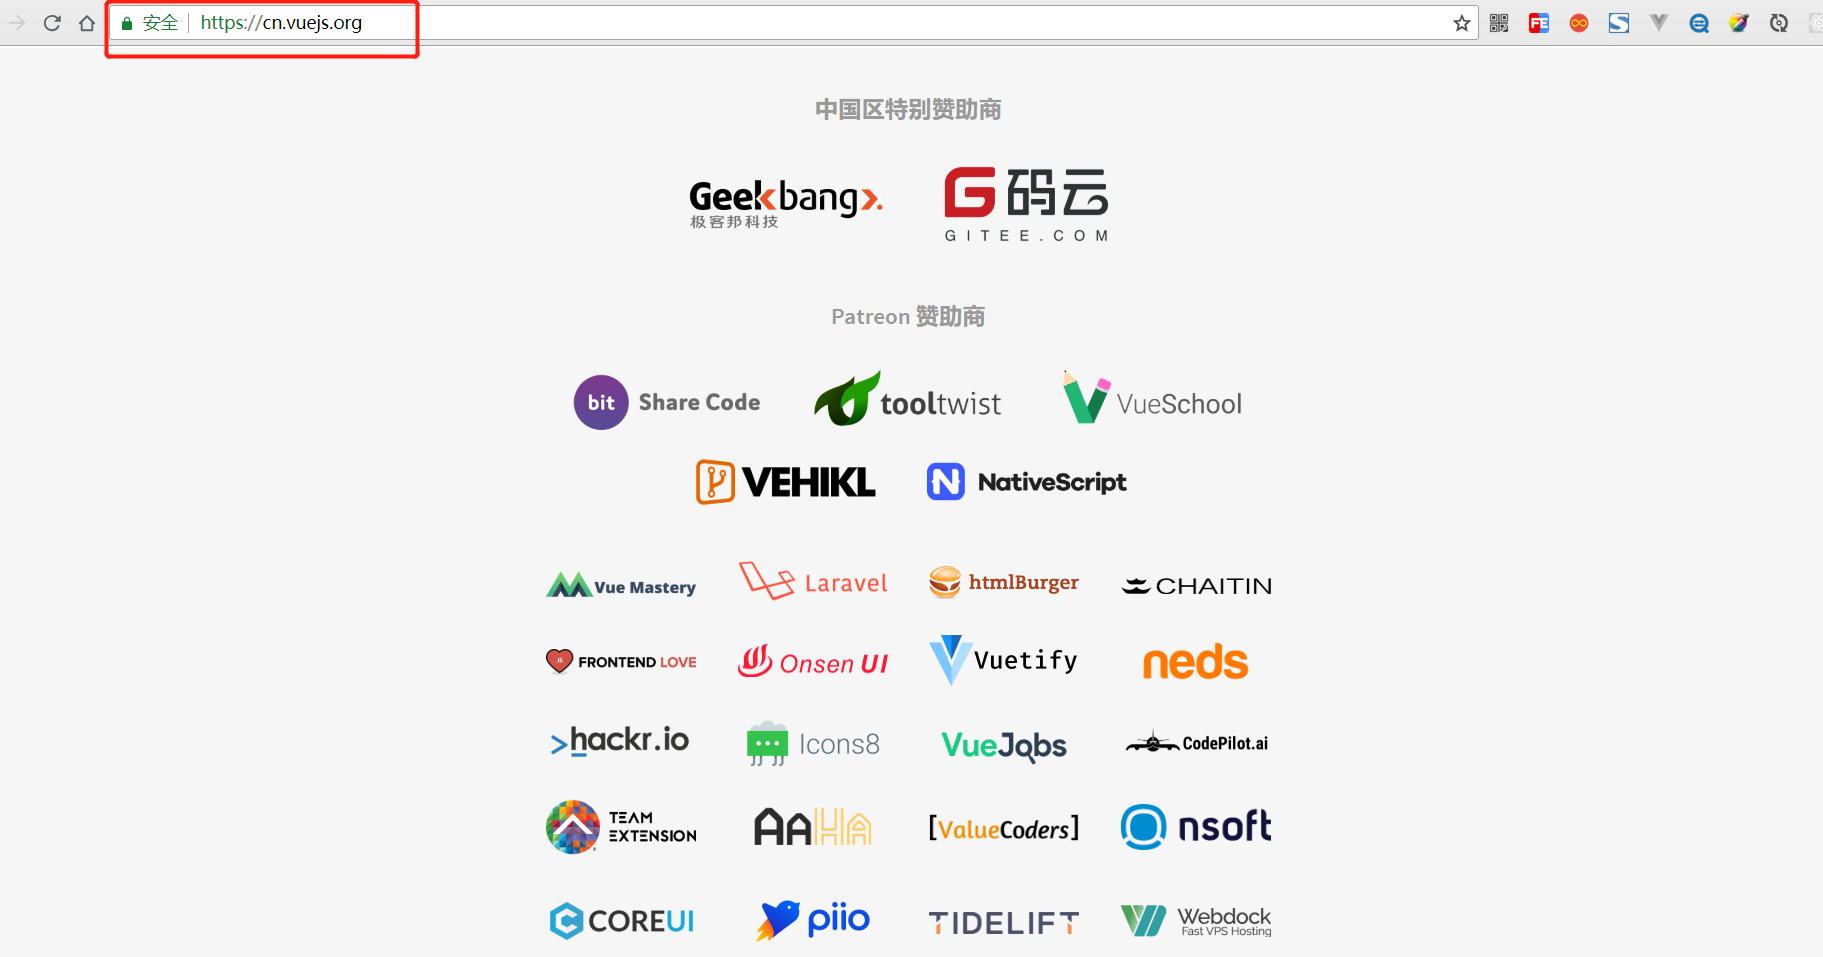 安全 https://cn.vuejs.org
FE
中国区特别赞助商
Geekbang
极客邦科技
G 码云
GITEE.COM
Patreon 赞助商
bit Share Code
tooltwist
VueSchool
VEHIKL
NativeScript
Vue Mastery
Laravel
htmlBurger
CHAITIN
JS FRONTEND LOVE
Onsen UI
Vuetify
neds
>hackr.io
Icons8
VueJobs
CodePilot.ai
TEAM
EXTENSION
AAHA
[ValueCoders]
nsoft
COREUI
piio
TIDELIFT
Webdock
Fast VPS Hosting